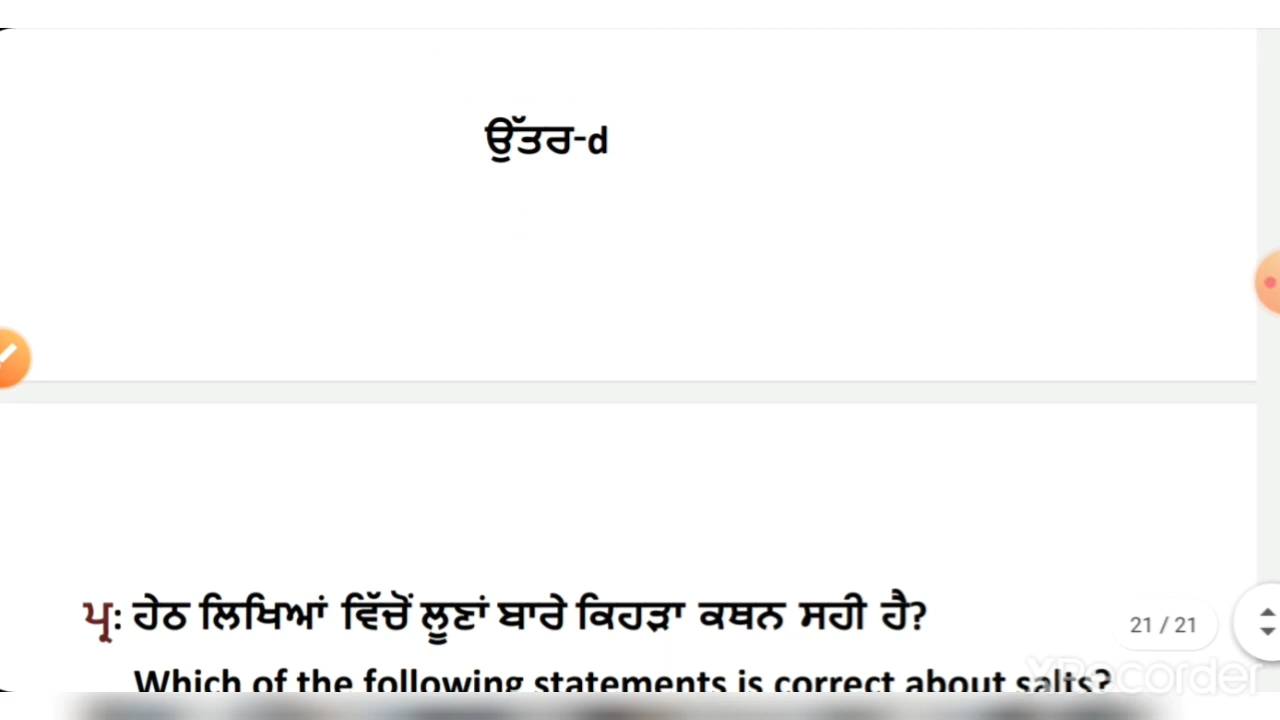 ਉੱਤਰ-d
ਪ੍ਰ: ਹੇਠ ਲਿਖਿਆਂ ਵਿੱਚੋਂ ਲੂਣਾਂ ਬਾਰੇ ਕਿਹੜਾ ਕਥਨ ਸਹੀ ਹੈ?
21 / 21
Which of the following statements is correct about salts?
XRecorder